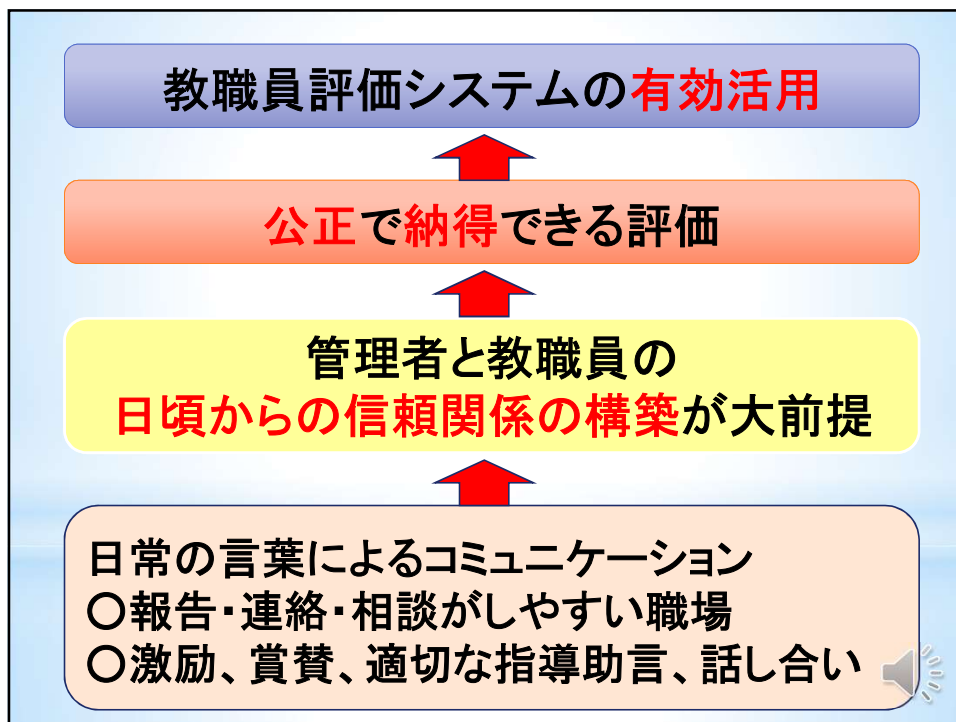 教職員評価システムの有効活用
公正で納得できる評価
管理者と教職員の
日頃からの信頼関係の構築が大前提
日常の言葉によるコミュニケーション
〇報告・連絡・相談がしやすい職場
〇激励、賞賛、適切な指導助言、話し合い